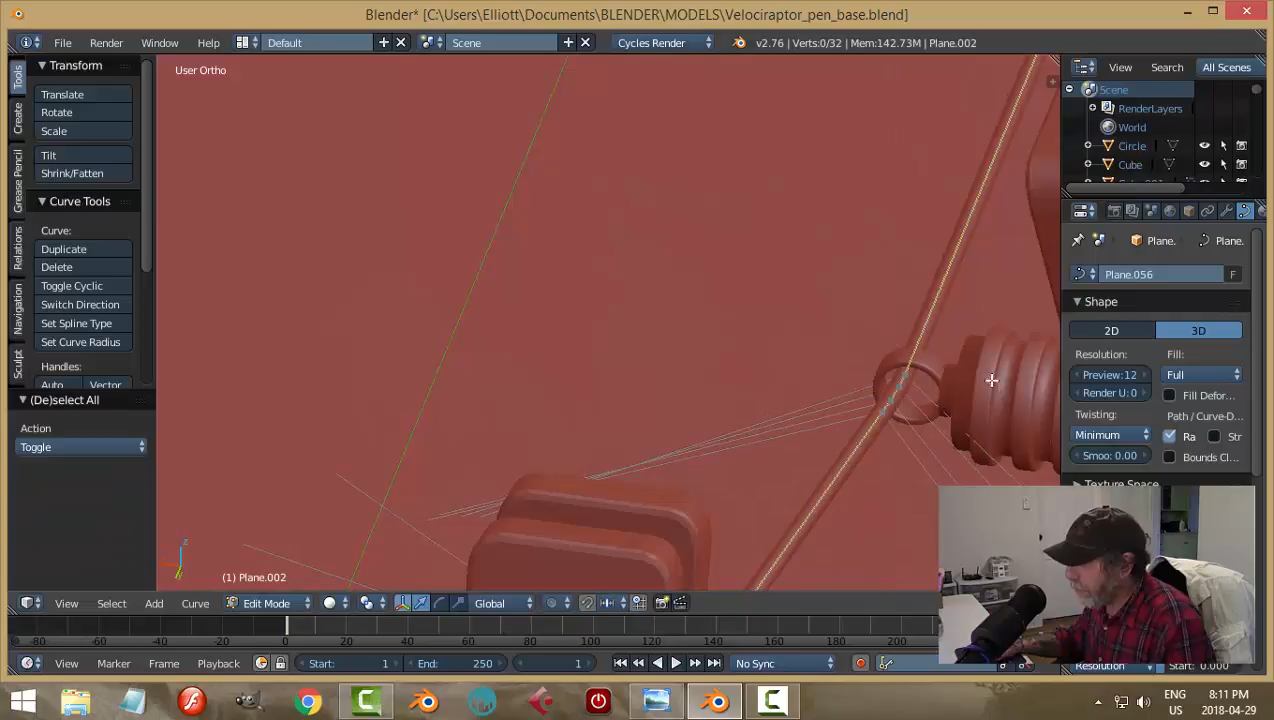 Blender* [C:\Users\Elliott\Documents\BLENDER\MODELS\Velociraptor_pen_base.blend]
File Render Window Help Default Scene Cycles Render v2.76 | Verts:0/32 | Mem:142.73M | Plane.002
Tools
Create
Grease Pencil
Relations
Navigation
Sculpt
Transform
Translate
Rotate
Scale
Tilt
Shrink/Fatten
Curve Tools
Curve:
Duplicate
Delete
Toggle Cyclic
Switch Direction
Set Spline Type
Set Curve Radius
Handles:
Auto Vector
(De)select All
Action
Toggle
User Ortho
z
y
(1) Plane.002
View Search All Scenes
Scene
RenderLayers
World
Circle
Cube
Plane. Plane.
Plane.056 F
Shape
2D 3D
Resolution: Fill:
Preview:12 Full
Render U: 0 Fill Defor...
Twisting: Path / Curve-D...
Minimum Ra Str
Smoo: 0.00 Bounds Cl...
Texture Space
View Select Add Curve Edit Mode Global
-80 -60 -40 -20 0 20 40 60 80 100 120 140 160 180 200
View Marker Frame Playback Start: 1 End: 250 1 No Sync
Resolution Start: 0.000
ENG 8:11 PM
US 2018-04-29